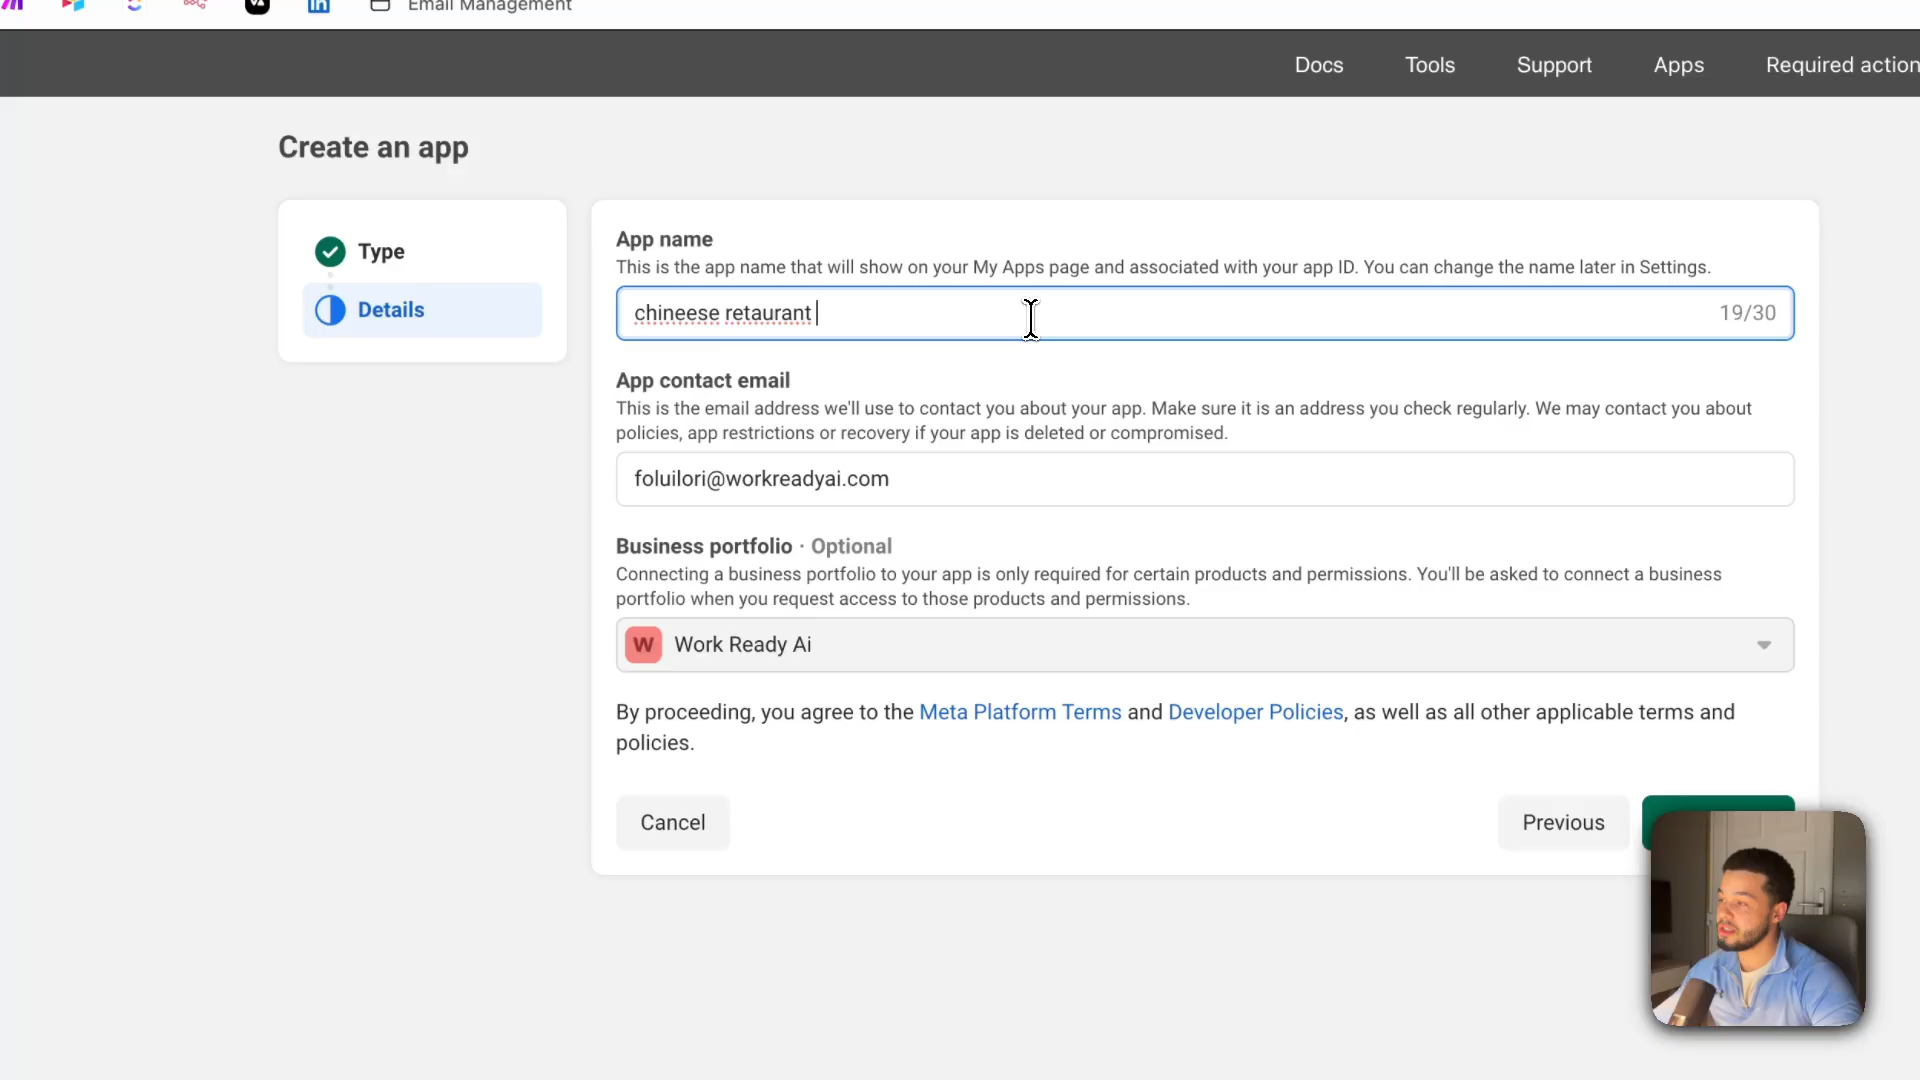 Email Management
Docs Tools Support Apps Required action
Create an app
Type
Details
App name
This is the app name that will show on your My Apps page and associated with your app ID. You can change the name later in Settings.
chineese retaurant
19/30
App contact email
This is the email address we'll use to contact you about your app. Make sure it is an address you check regularly. We may contact you about
policies, app restrictions or recovery if your app is deleted or compromised.
foluilori@workreadyai.com
Business portfolio · Optional
Connecting a business portfolio to your app is only required for certain products and permissions. You'll be asked to connect a business
portfolio when you request access to those products and permissions.
W Work Ready Ai
By proceeding, you agree to the Meta Platform Terms and Developer Policies, as well as all other applicable terms and
policies.
Cancel
Previous